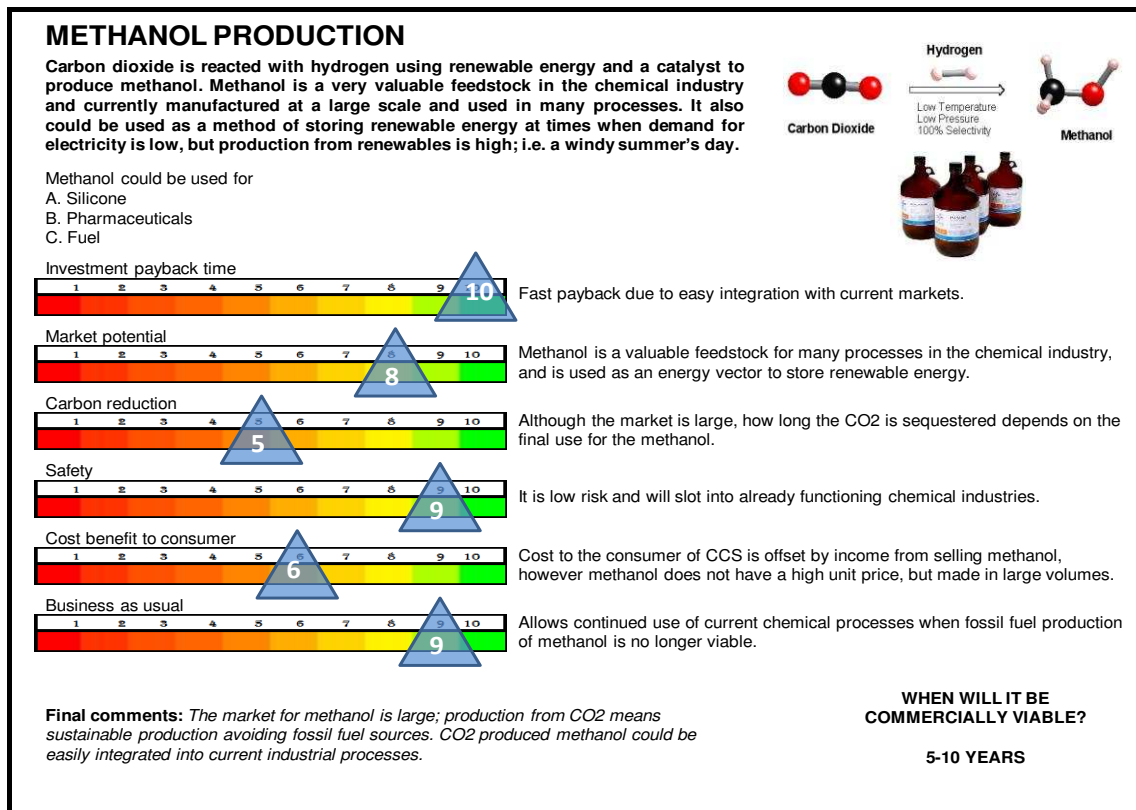 METHANOL PRODUCTION
Carbon dioxide is reacted with hydrogen using renewable energy and a catalyst to
produce methanol. Methanol is a very valuable feedstock in the chemical industry
and currently manufactured at a large scale and used in many processes. It also
could be used as a method of storing renewable energy at times when demand for
electricity is low, but production from renewables is high; i.e. a windy summer's day.
Hydrogen
Low Temperature
Low Pressure
100% Selectivity
Carbon Dioxide
Methanol
Methanol could be used for
A. Silicone
B. Pharmaceuticals
C. Fuel
Investment payback time
1 2 3 4 5 6 7 8 9
10
Fast payback due to easy integration with current markets.
Market potential
1 2 3 4 5 6 7 8 9 10
8
Methanol is a valuable feedstock for many processes in the chemical industry,
and is used as an energy vector to store renewable energy.
Carbon reduction
1 2 3 4 5 6 7 8 9 10
5
Although the market is large, how long the CO2 is sequestered depends on the
final use for the methanol.
Safety
1 2 3 4 5 6 7 8 9 10
9
It is low risk and will slot into already functioning chemical industries.
Cost benefit to consumer
1 2 3 4 5 6 7 8 9 10
6
Cost to the consumer of CCS is offset by income from selling methanol,
however methanol does not have a high unit price, but made in large volumes.
Business as usual
1 2 3 4 5 6 7 8 9 10
9
Allows continued use of current chemical processes when fossil fuel production
of methanol is no longer viable.
Final comments: The market for methanol is large; production from CO2 means
sustainable production avoiding fossil fuel sources. CO2 produced methanol could be
easily integrated into current industrial processes.
WHEN WILL IT BE
COMMERCIALLY VIABLE?
5-10 YEARS